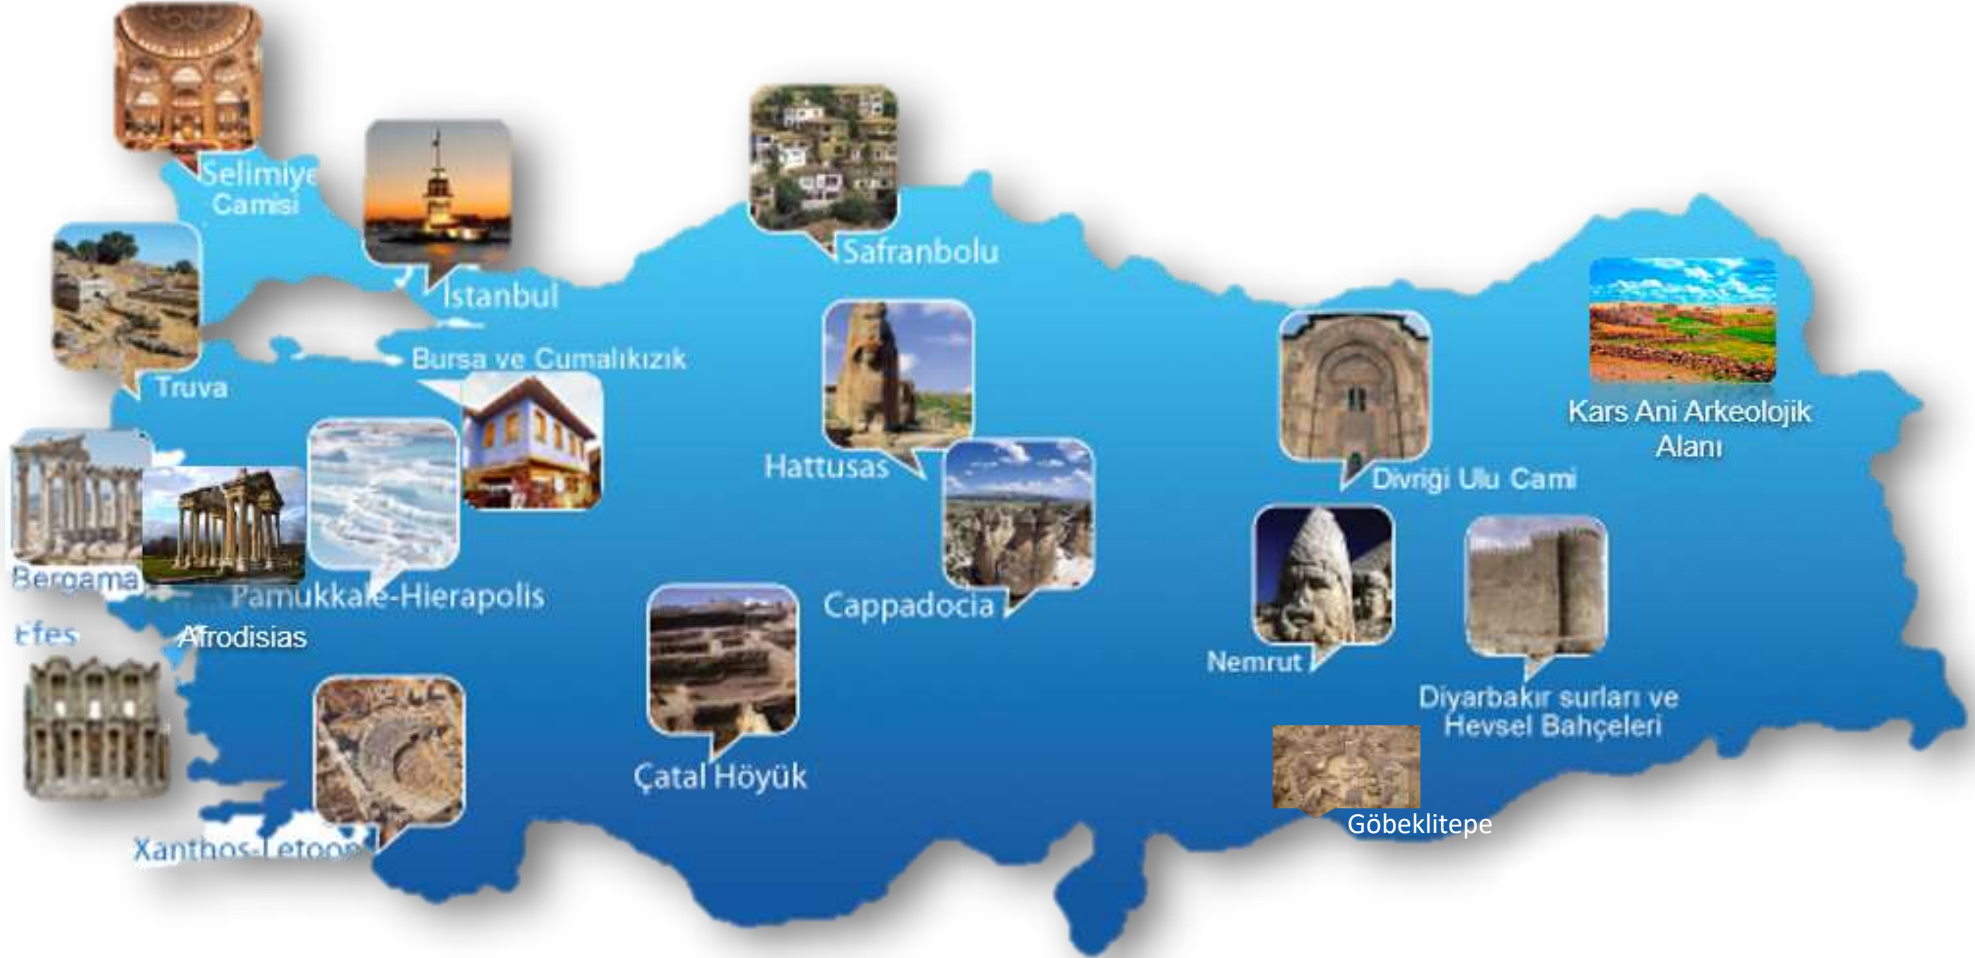 Selimiye
Camisi
İstanbul
Safranbolu
Truva
Bursa ve Cumalıkızık
Hattusas
Kars Ani Arkeolojik
Alanı
Divriği Ulu Cami
Bergama
Pamukkale-Hierapolis
Cappadocia
Efes
Afrodisias
Nemrut
Diyarbakır surları ve
Hevsel Bahçeleri
Çatal Höyük
Göbeklitepe
Xanthos-Letoon